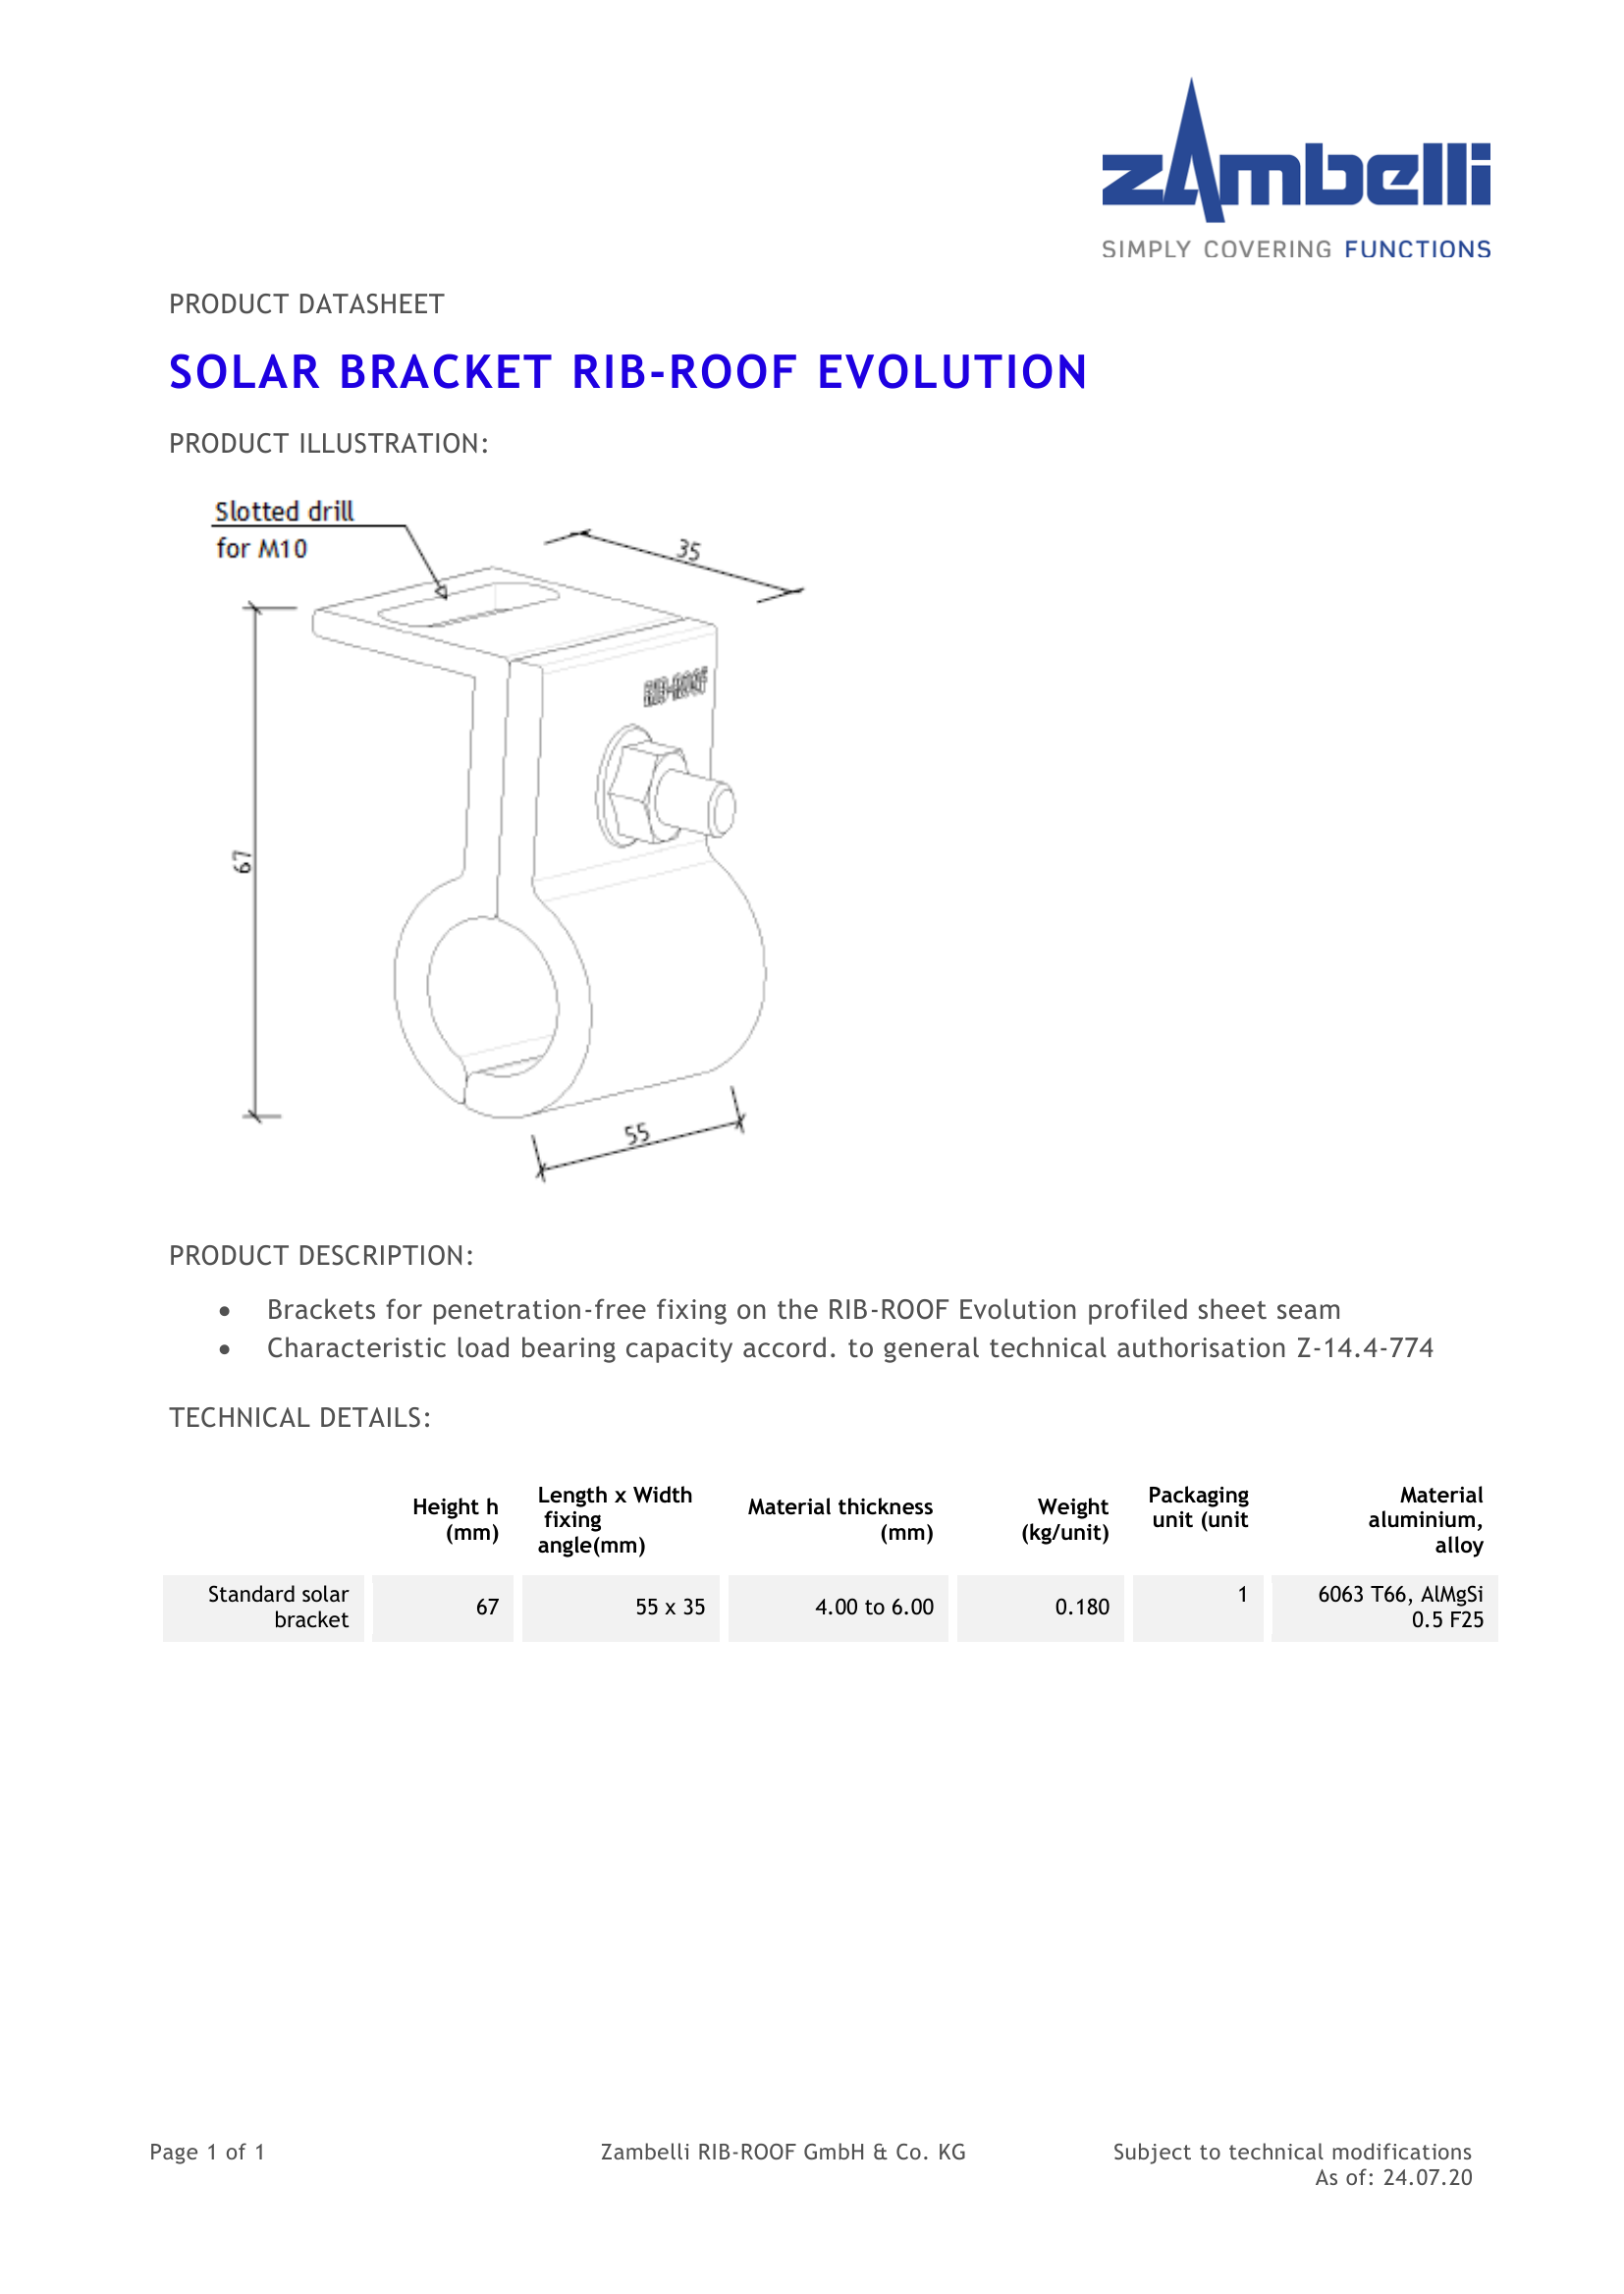 zAmbelli
SIMPLY COVERING FUNCTIONS
PRODUCT DATASHEET
SOLAR BRACKET RIB-ROOF EVOLUTION
PRODUCT ILLUSTRATION:
Slotted drill
for M10
35
RIB-ROOF
67
55
PRODUCT DESCRIPTION:
• Brackets for penetration-free fixing on the RIB-ROOF Evolution profiled sheet seam
• Characteristic load bearing capacity accord. to general technical authorisation Z-14.4-774
TECHNICAL DETAILS:
Height h
(mm)
Length x Width
fixing
angle(mm)
Material thickness
(mm)
Weight
(kg/unit)
Packaging
unit (unit
Material
aluminium,
alloy
Standard solar
bracket
67
55 x 35
4.00 to 6.00
0.180
1
6063 T66, AlMgSi
0.5 F25
Page 1 of 1
Zambelli RIB-ROOF GmbH & Co. KG
Subject to technical modifications
As of: 24.07.20